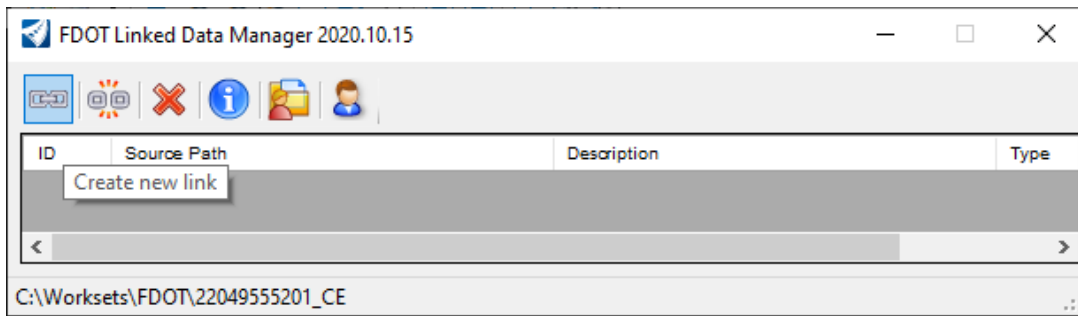 FDOT Linked Data Manager 2020.10.15
ID Source Path Description Type
Create new link
C:\Worksets\FDOT\22049555201_CE